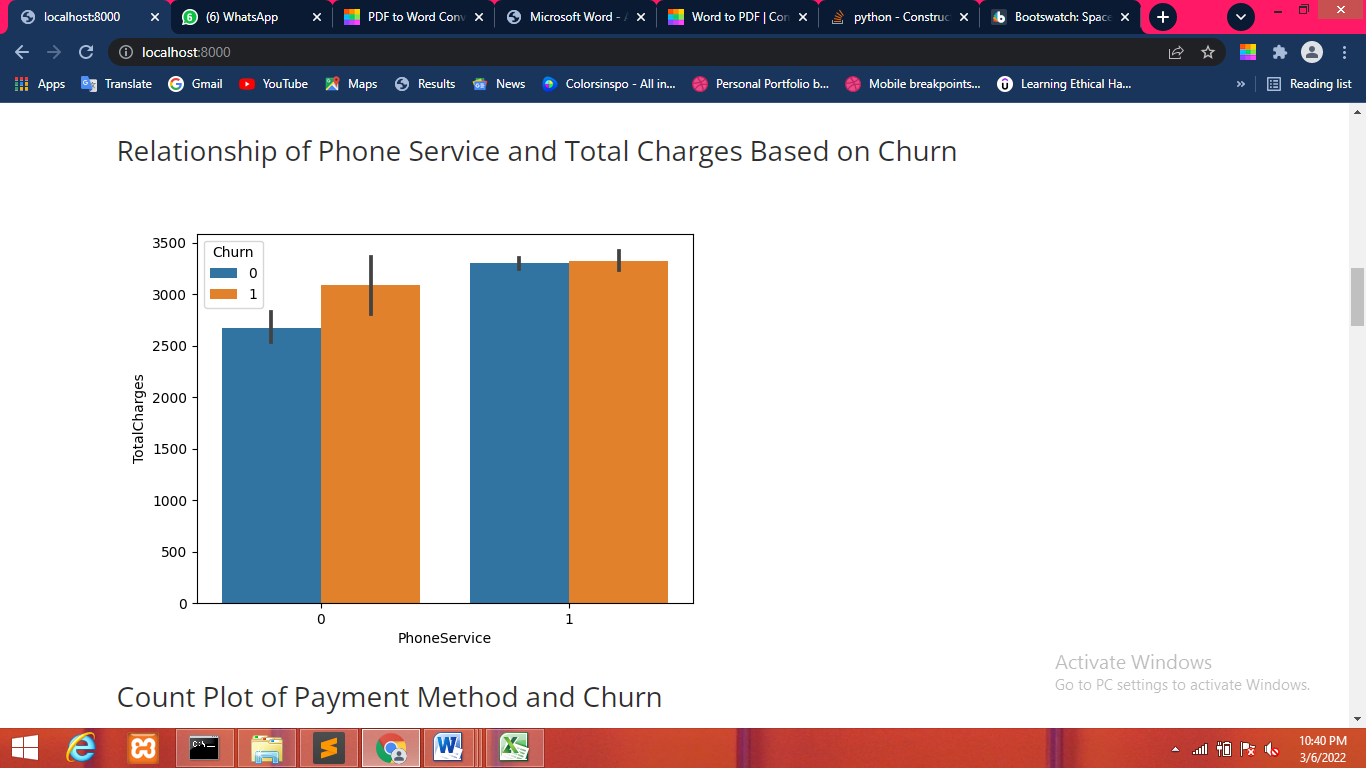 localhost:8000
(6) WhatsApp
PDF to Word Conv
Microsoft Word - A
Word to PDF | Con
python - Construc
Bootswatch: Space
localhost:8000
Apps
Translate
Gmail
YouTube
Maps
Results
News
Colorsinspo - All in...
Personal Portfolio b...
Mobile breakpoints...
Learning Ethical Ha...
»
Reading list
Relationship of Phone Service and Total Charges Based on Churn
Churn
0
1
3500
3000
2500
2000
1500
1000
500
0
TotalCharges
0 1
PhoneService
Activate Windows
Go to PC settings to activate Windows.
Count Plot of Payment Method and Churn
10:40 PM
3/6/2022